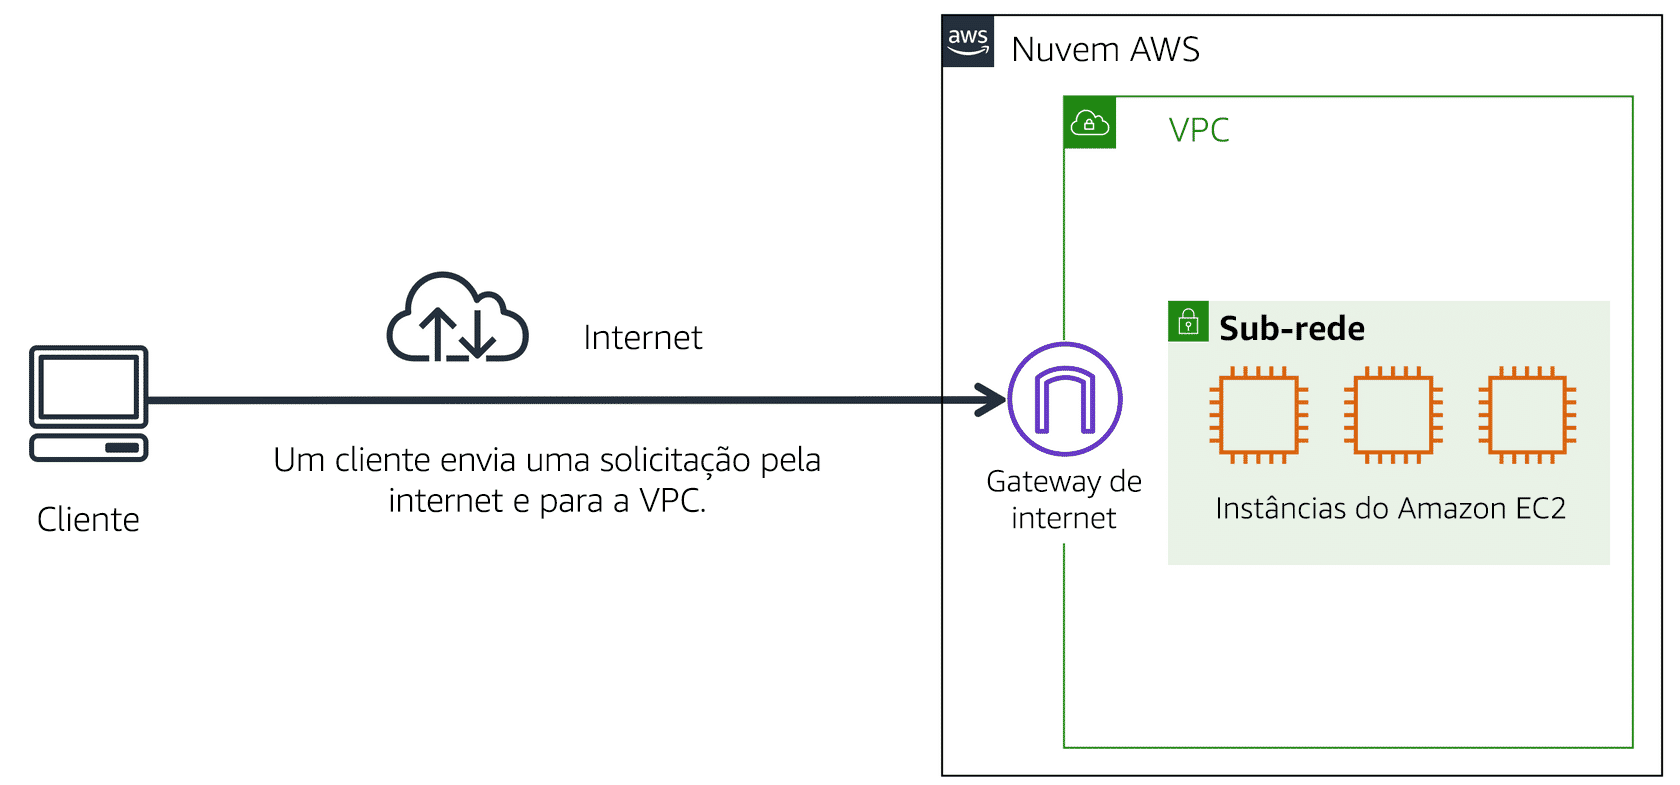 aws
Nuvem AWS
VPC
Internet
Sub-rede
Um cliente envia uma solicitação pela
internet e para a VPC.
Cliente
Gateway de
internet
Instâncias do Amazon EC2